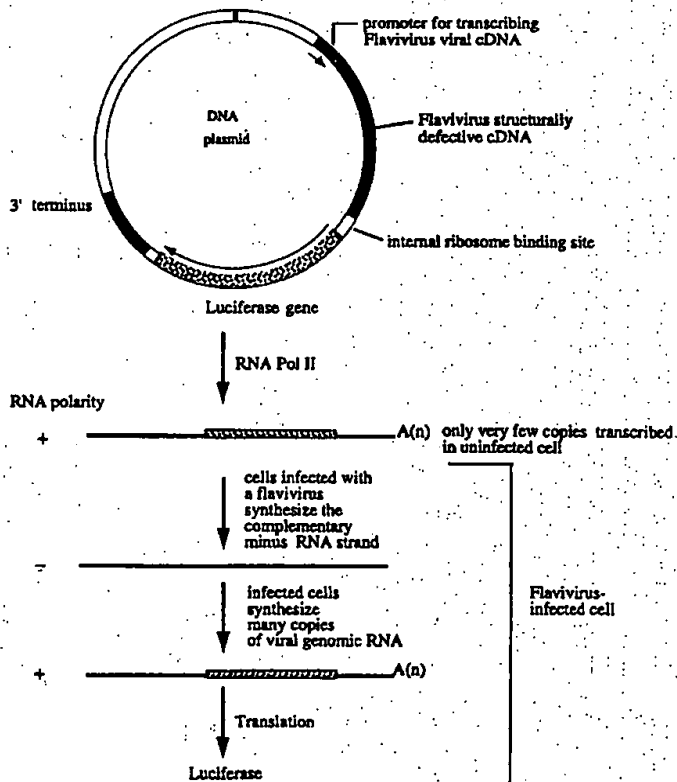 promoter for transcribing
Flavivirus viral cDNA
DNA
plasmid
Flavivirus structurally
defective cDNA
3' terminus
internal ribosome binding site
Luciferase gene
RNA Pol II
RNA polarity
+
A(n) only very few copies transcribed
in uninfected cell
cells infected with
a flavivirus
synthesize the
complementary
minus RNA strand
-
infected cells
synthesize
many copies
of viral genomic RNA
Flavivirus-
infected cell
+
A(n)
Translation
Luciferase